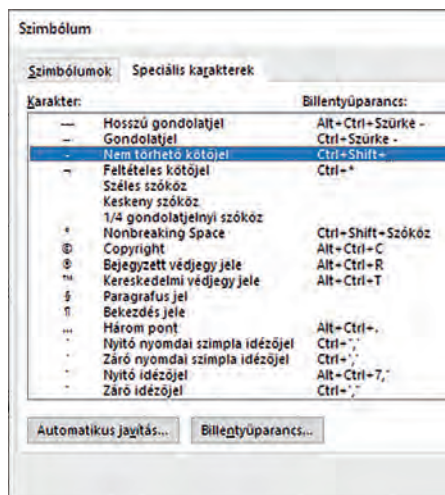 Szimbólum
Szimbólumok Speciális karakterek
Karakter: Billentyűparancs:
— Hosszú gondolatjel Alt+Ctrl+Szürke -
– Gondolatjel Ctrl+Szürke -
- Nem törhető kötőjel Ctrl+Shift+
¬ Feltételes kötőjel Ctrl+*
Széles szóköz
Keskeny szóköz
1/4 gondolatjelnyi szóköz
° Nonbreaking Space Ctrl+Shift+Szóköz
© Copyright Alt+Ctrl+C
® Bejegyzett védjegy jele Alt+Ctrl+R
™ Kereskedelmi védjegy jele Alt+Ctrl+T
§ Paragrafus jel
¶ Bekezdés jele
... Három pont Alt+Ctrl+.
Nyitó nyomdai szimpla idézőjel
Záró nyomdai szimpla idézőjel
Nyitó idézőjel
Záró idézőjel
Automatikus javítás... Billentyűparancs...